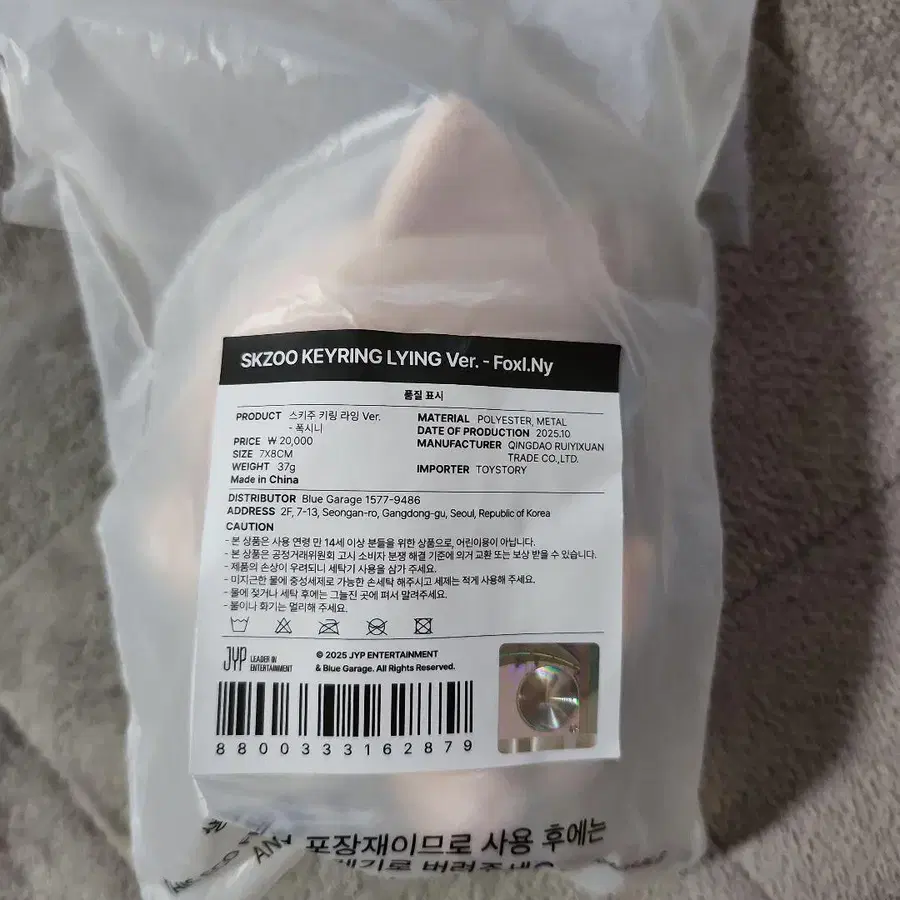 SKZOO KEYRING LYING Ver. - FoxI.Ny
품질 표시
PRODUCT 스키주 키링 라잉 Ver.
- 폭시니
PRICE ₩ 20,000
SIZE 7X8CM
WEIGHT 37g
Made in China
MATERIAL POLYESTER, METAL
DATE OF PRODUCTION 2025.10
MANUFACTURER QINGDAO RUIYIXUAN
TRADE CO.,LTD.
IMPORTER TOYSTORY
DISTRIBUTOR Blue Garage 1577-9486
ADDRESS 2F, 7-13, Seongan-ro, Gangdong-gu, Seoul, Republic of Korea
CAUTION
- 본 상품은 사용 연령 만 14세 이상 분들을 위한 상품으로, 어린이용이 아닙니다.
- 본 상품은 공정거래위원회 고시 소비자 분쟁 해결 기준에 의거 교환 또는 보상 받을 수 있습니다.
- 제품의 손상이 우려되니 세탁기 사용을 삼가 주세요.
- 미지근한 물에 중성세제로 가능한 손세탁 해주시고 세제는 적게 사용해 주세요.
- 물에 젖거나 세탁 후에는 그늘진 곳에 펴서 말려주세요.
- 불이나 화기는 멀리해 주세요.
JYP LEADER IN
ENTERTAINMENT
© 2025 JYP ENTERTAINMENT
& Blue Garage. All Rights Reserved.
8800333162879
포장재이므로 사용 후에는
버려주세요